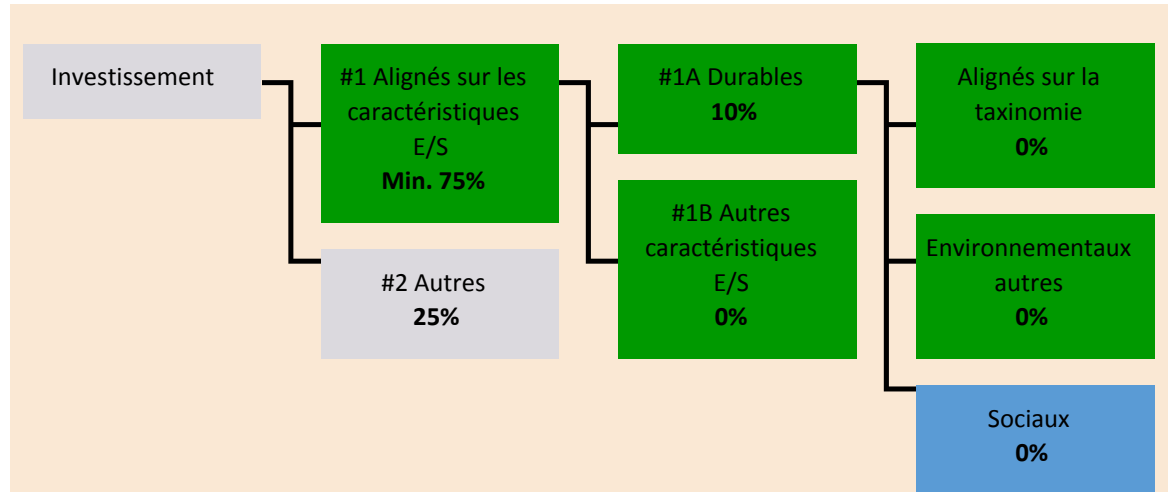 Investissement
#1 Alignés sur les
caractéristiques
E/S
Min. 75%
#2 Autres
25%
#1A Durables
10%
#1B Autres
caractéristiques
E/S
0%
Alignés sur la
taxinomie
0%
Environnementaux
autres
0%
Sociaux
0%